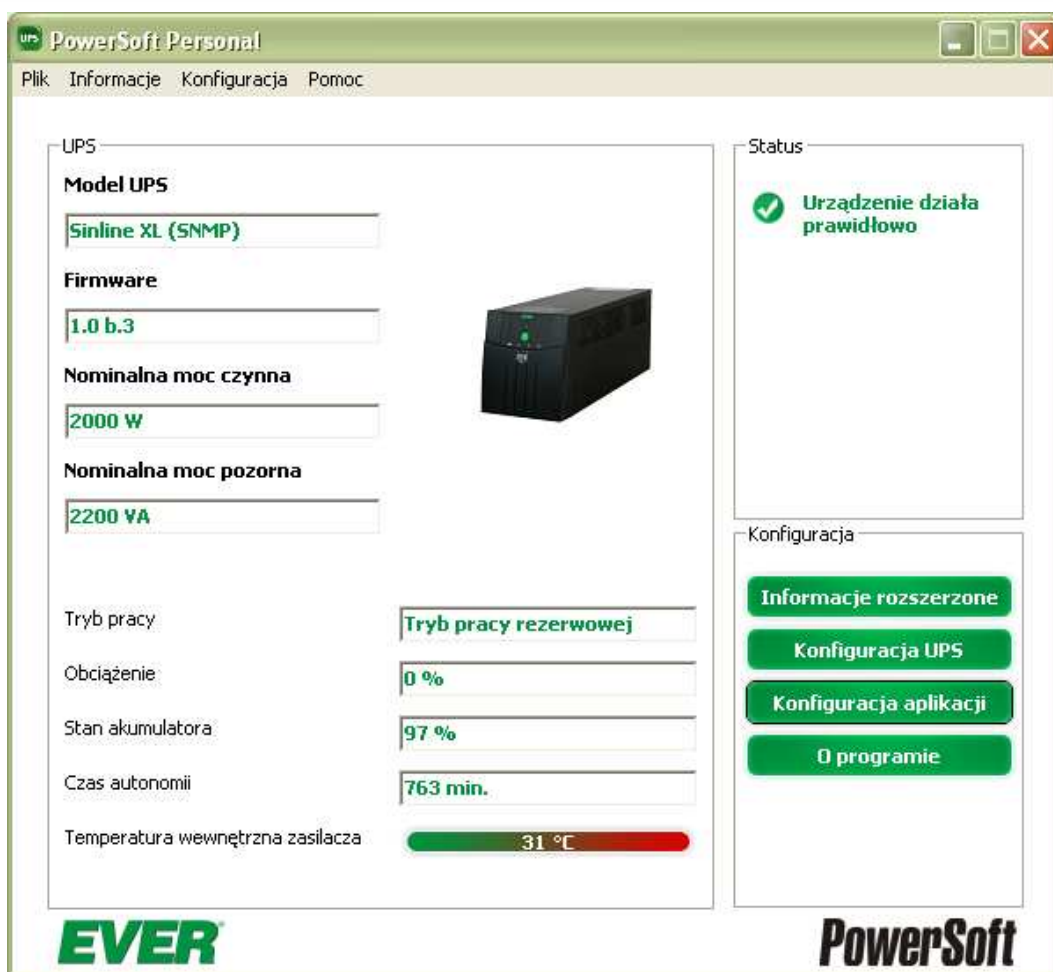 UPS
PowerSoft Personal
Plik Informacje Konfiguracja Pomoc
UPS
Model UPS
Sinline XL (SNMP)
Firmware
1.0 b.3
Nominalna moc czynna
2000 W
Nominalna moc pozorna
2200 VA
Tryb pracy
Tryb pracy rezerwowej
Obciążenie
0 %
Stan akumulatora
97 %
Czas autonomii
763 min.
Temperatura wewnętrzna zasilacza
31 °C
Status
Urządzenie działa
prawidłowo
Konfiguracja
Informacje rozszerzone
Konfiguracja UPS
Konfiguracja aplikacji
O programie
EVER
PowerSoft